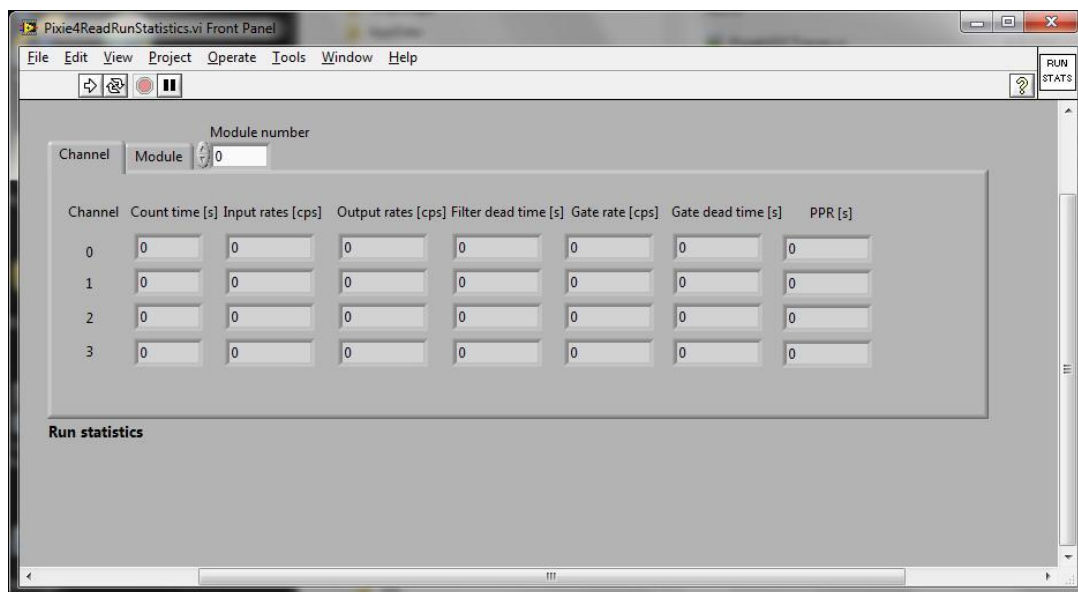 Pixie4ReadRunStatistics.vi Front Panel
File Edit View Project Operate Tools Window Help
RUN
STATS
?
Module number
Channel Module 0
Channel Count time [s] Input rates [cps] Output rates [cps] Filter dead time [s] Gate rate [cps] Gate dead time [s] PPR [s]
0 0 0 0 0 0 0 0
1 0 0 0 0 0 0 0
2 0 0 0 0 0 0 0
3 0 0 0 0 0 0 0
Run statistics